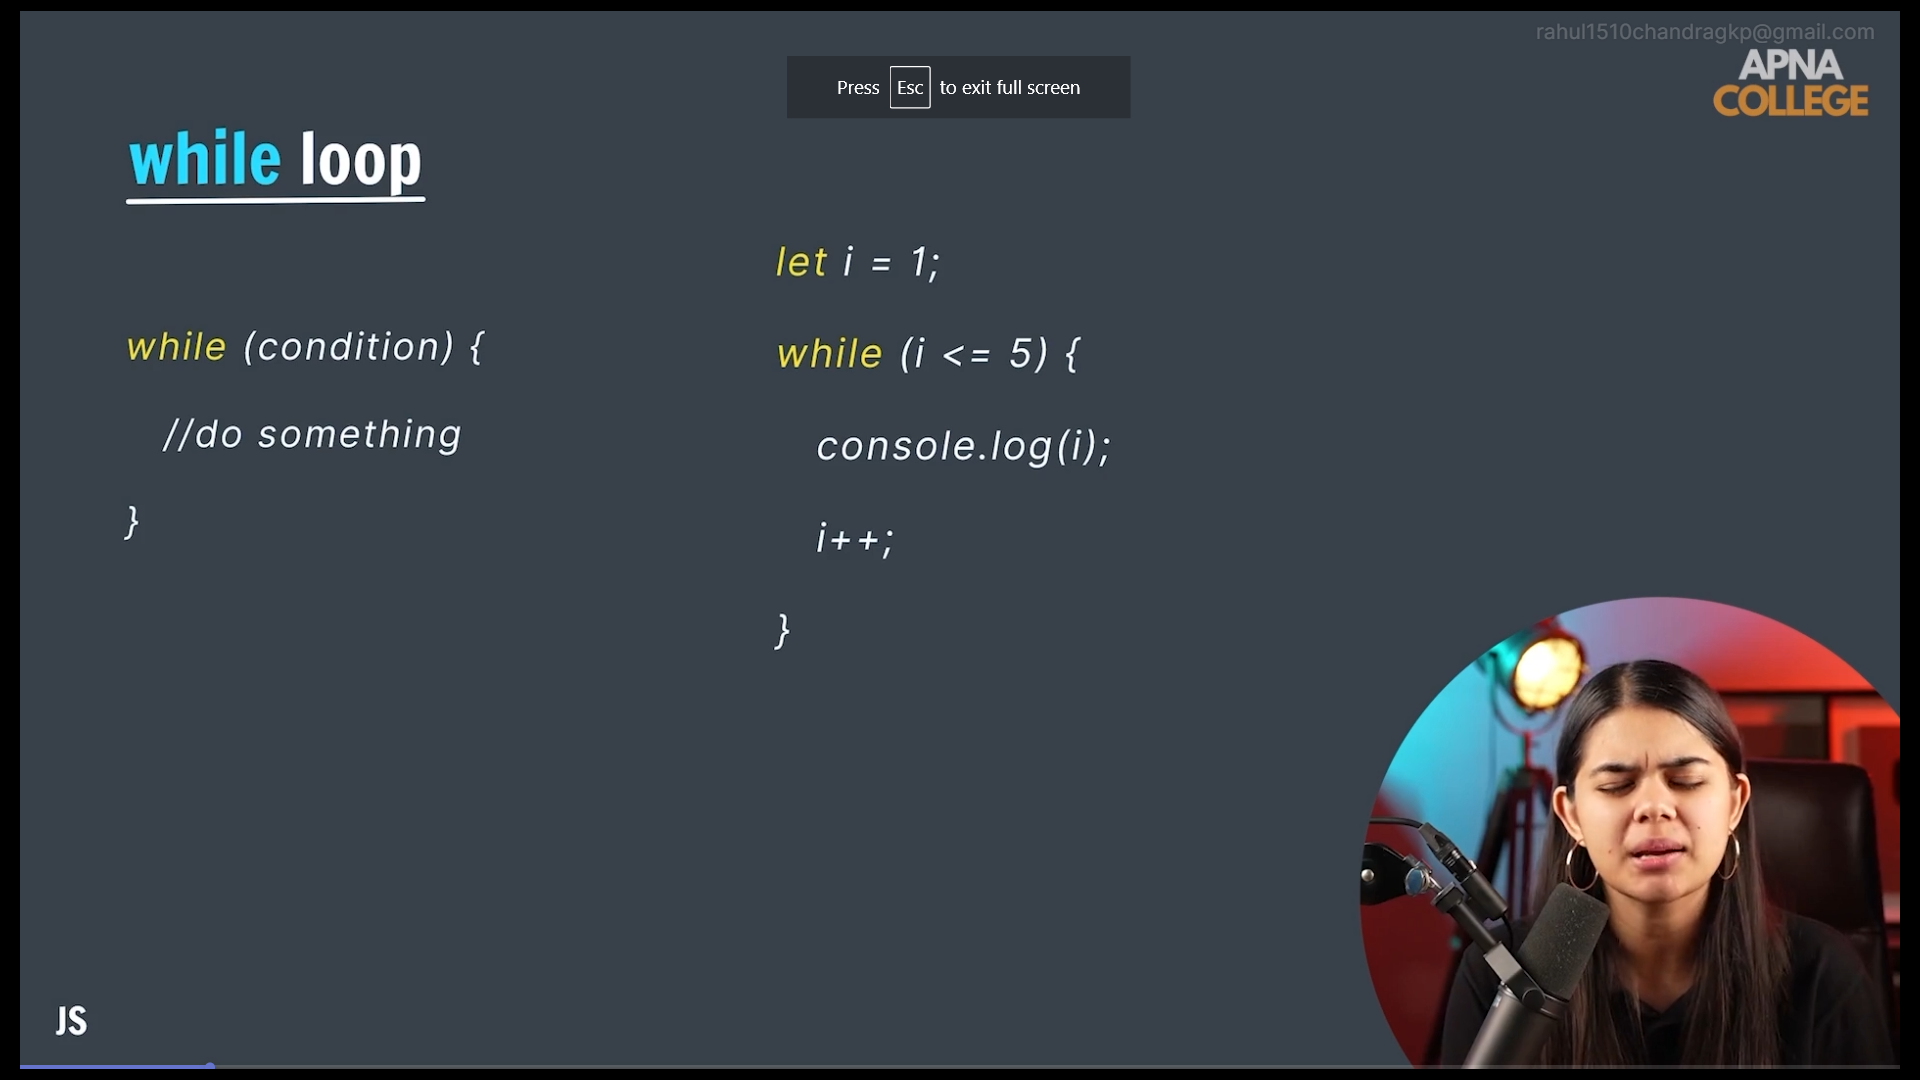 rahul1510chandragkp@gmail.com
APNA
COLLEGE
Press Esc to exit full screen
while loop
while (condition) {
//do something
}
let i = 1;
while (i <= 5) {
console.log(i);
i++;
}
JS